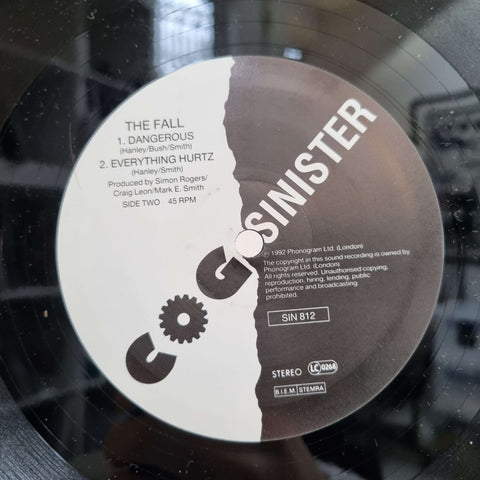 THE FALL
1. DANGEROUS
(Hanley/Bush/Smith)
2. EVERYTHING HURTZ
(Hanley/Smith)
Produced by Simon Rogers/
Craig Leon/Mark E. Smith
SIDE TWO 45 RPM
COG SINISTER
℗ 1992 Phonogram Ltd. (London)
The copyright in this sound recording is owned by
Phonogram Ltd. (London)
All rights reserved. Unauthorised copying,
reproduction, hiring, lending, public
performance and broadcasting
prohibited.
SIN 812
STEREO LC 0268
B.I.E.M. STEMRA